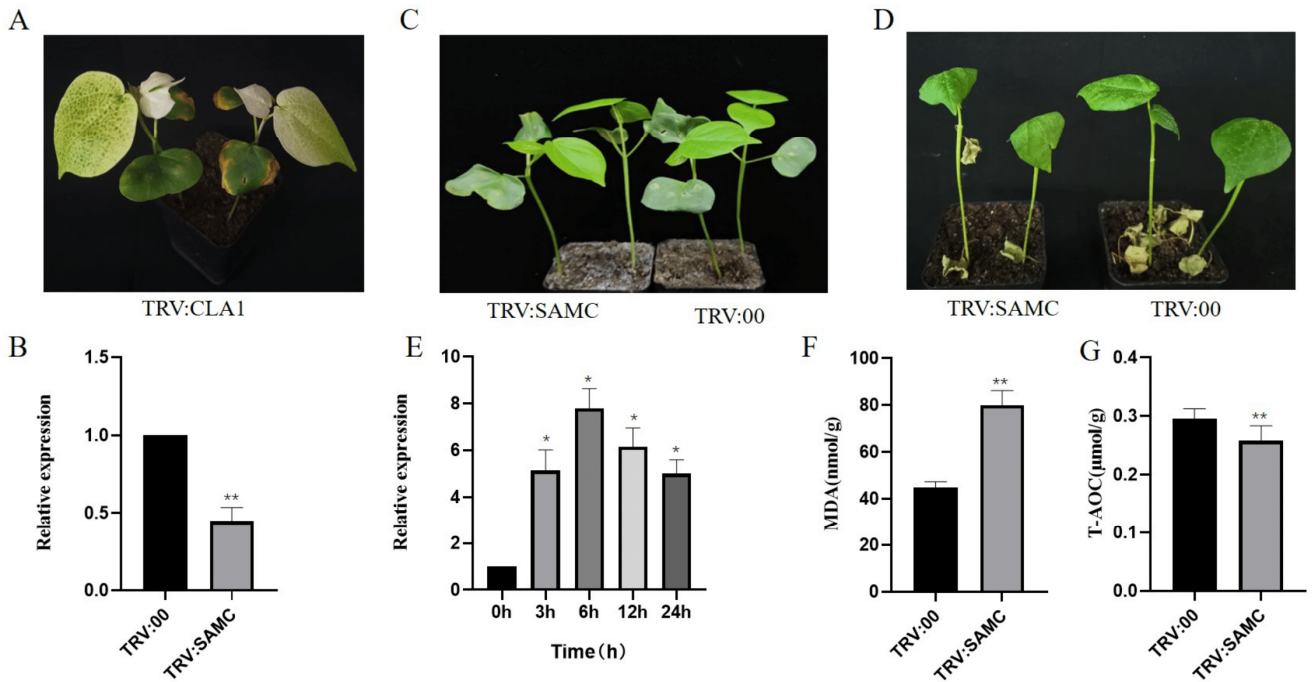 A
C
D
TRV:CLA1
TRV:SAMC
TRV:00
TRV:SAMC
TRV:00
B
Relative expression
1.5
1.0
0.5
0.0
**
TRV:00
TRV:SAMC
E
Relative expression
10
8
6
4
2
0
*
*
*
*
0h
3h
6h
12h
24h
Time(h)
F
MDA(nmol/g)
100
80
60
40
20
0
**
TRV:00
TRV:SAMC
G
T-AOC(μmol/g)
0.4
0.3
0.2
0.1
0.0
**
TRV:00
TRV:SAMC